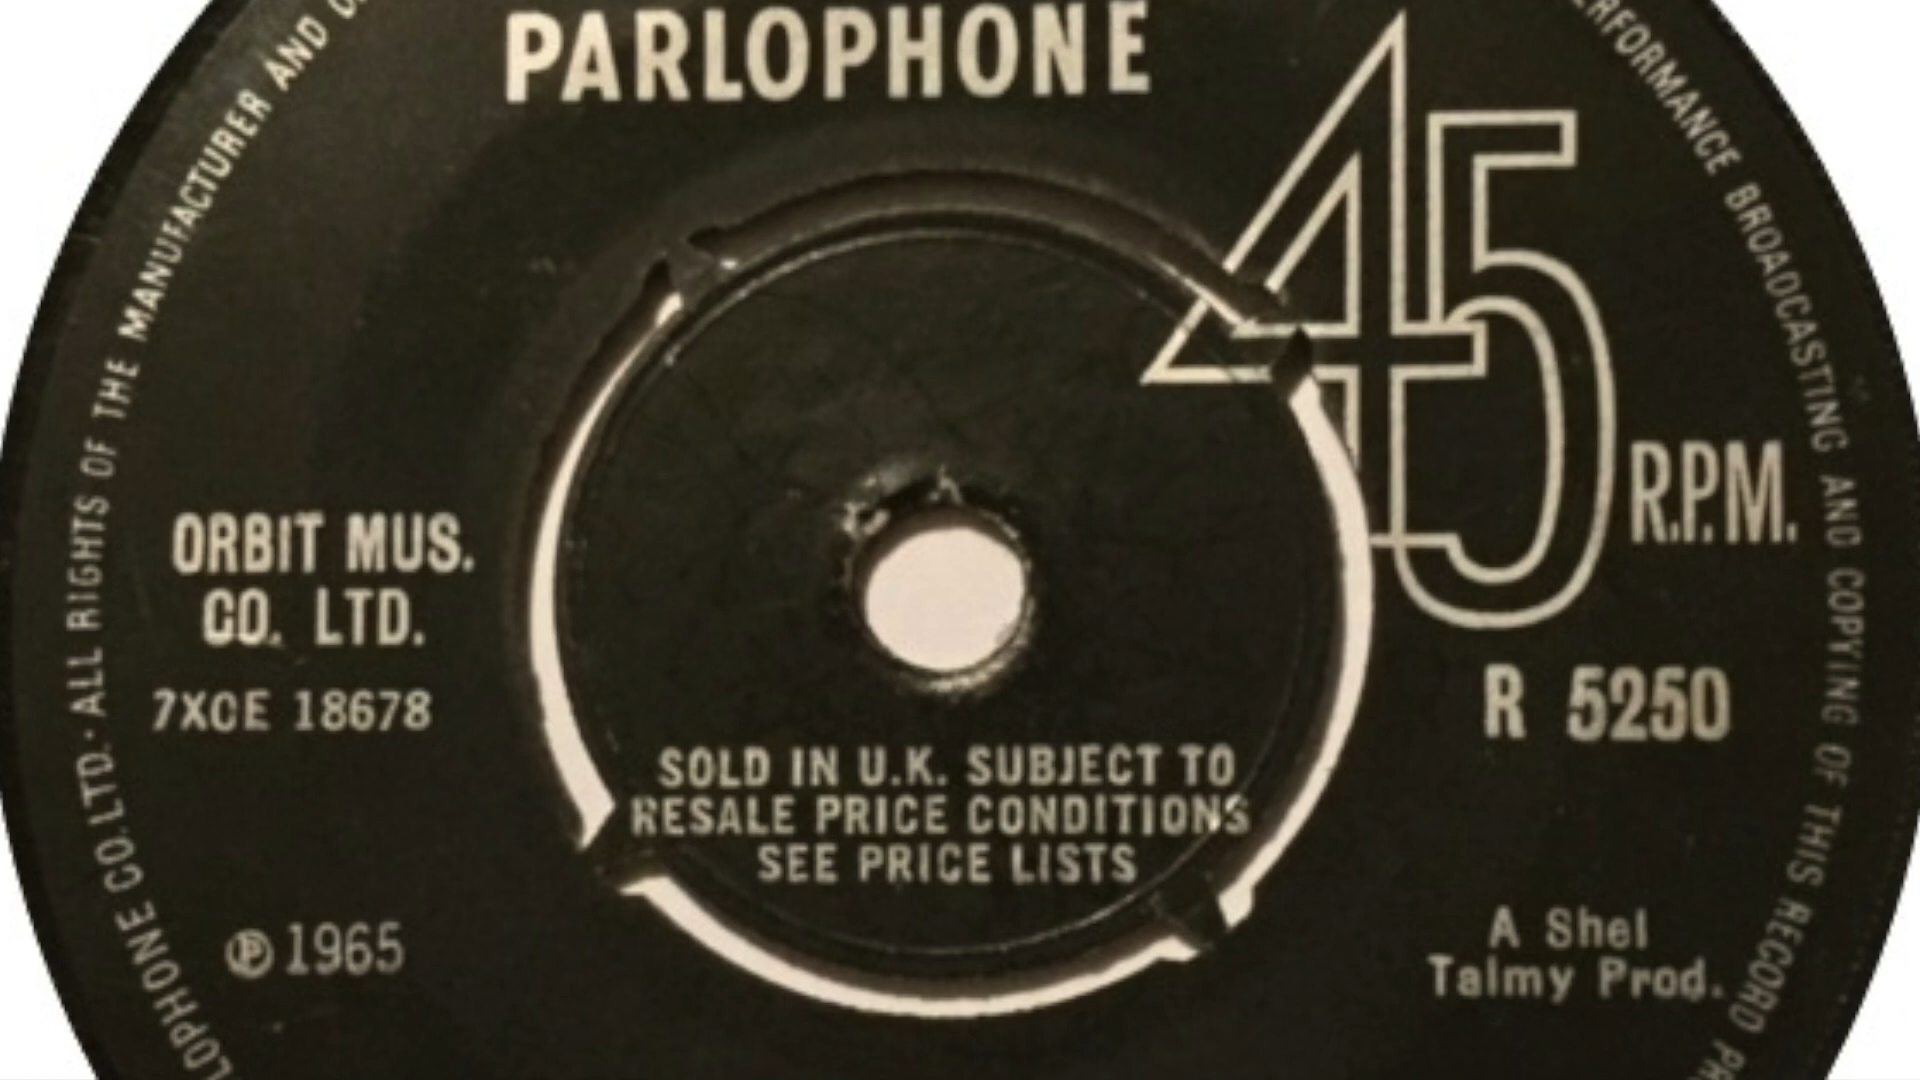 PARLOPHONE
45
R.P.M.
ORBIT MUS.
CO. LTD.
7XCE 18678
R 5250
SOLD IN U.K. SUBJECT TO
RESALE PRICE CONDITIONS
SEE PRICE LISTS
℗ 1965
A Shel
Talmy Prod.
LOPHONE CO. LTD. · ALL RIGHTS OF THE MANUFACTURER AND
ERFORMANCE BROADCASTING AND COPYING OF THIS RECORD